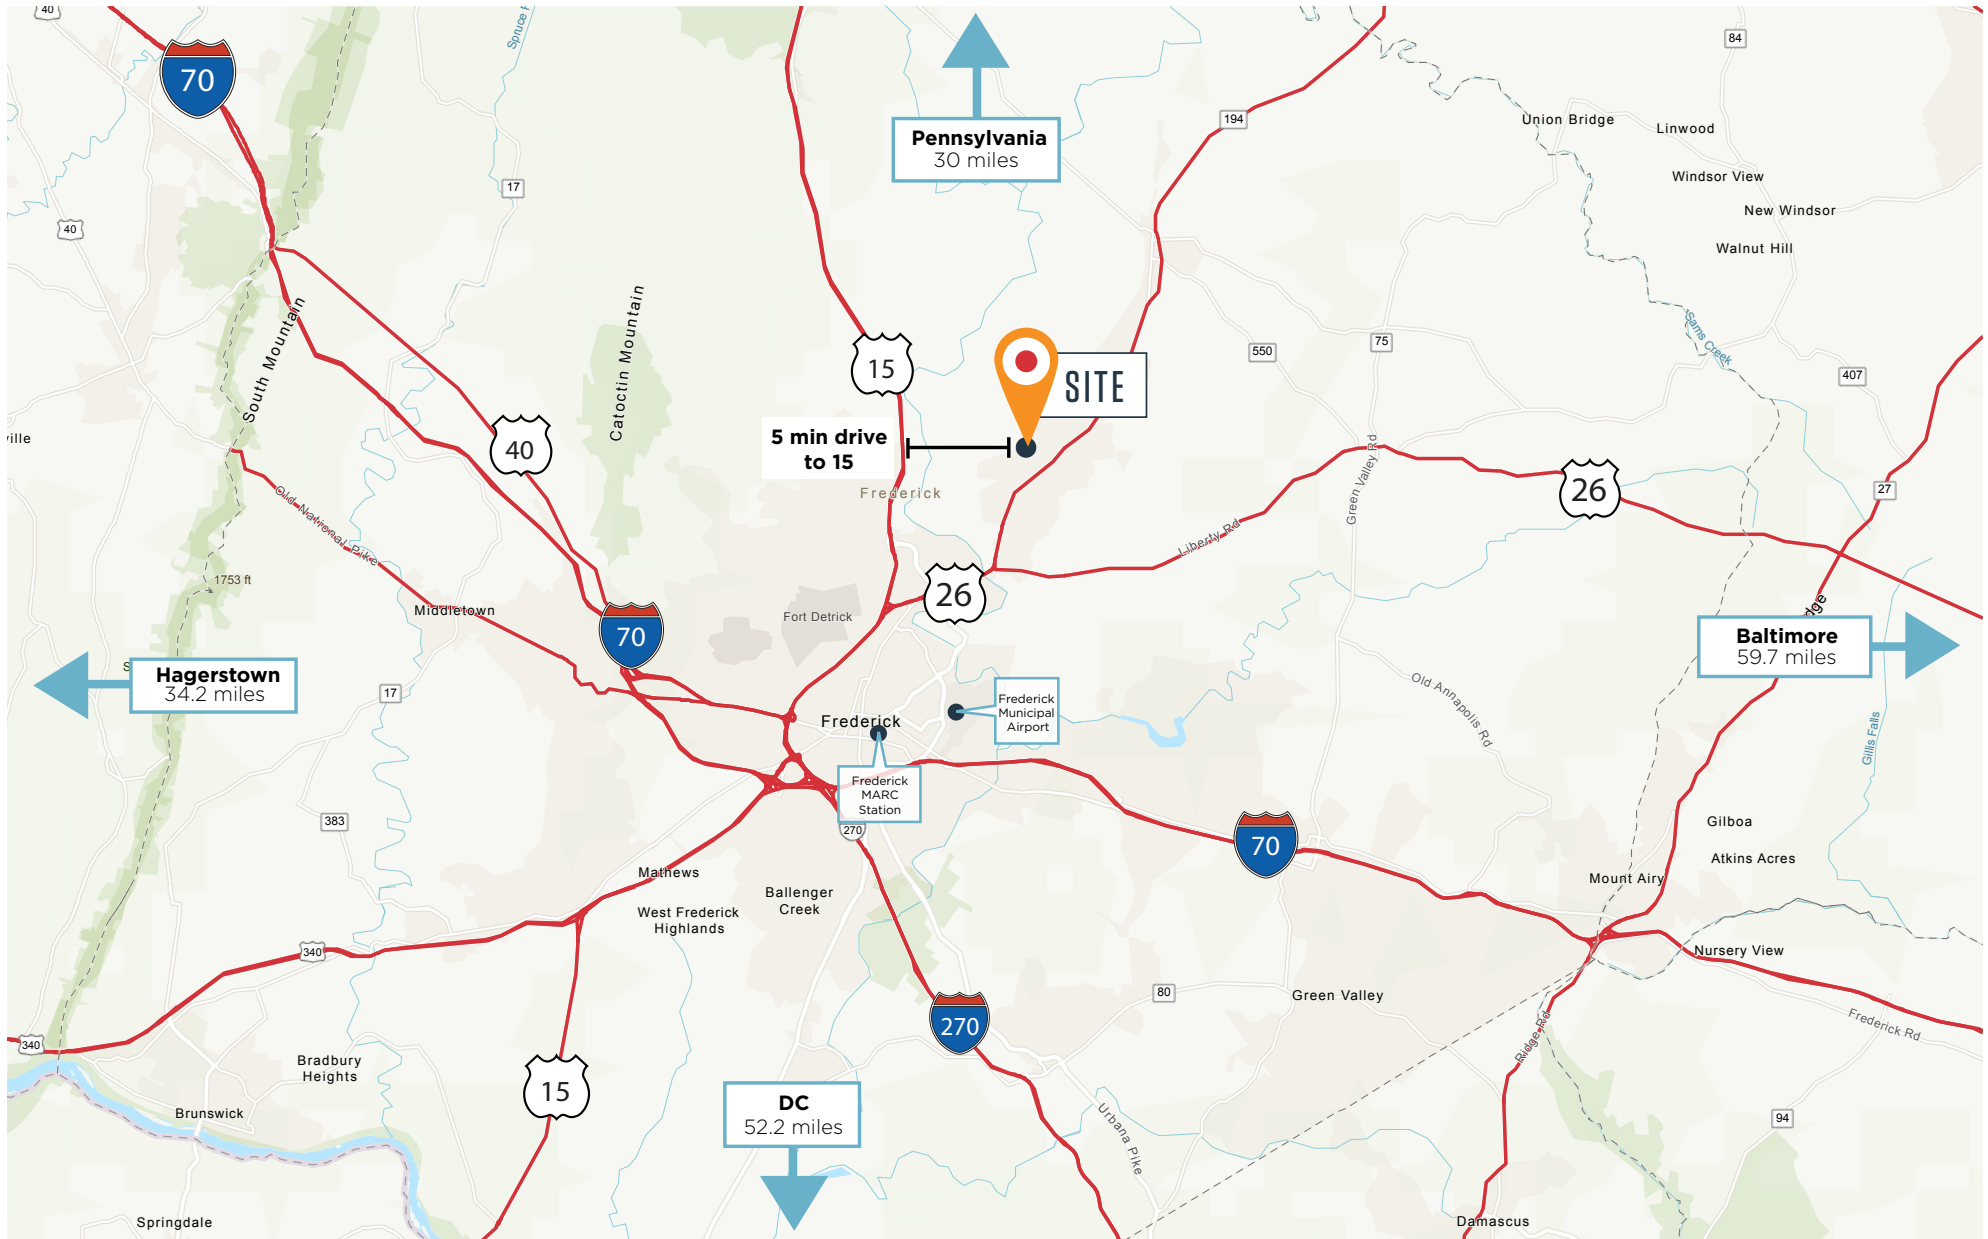 40
Spruce R
84
70
194
Union Bridge
Linwood
Pennsylvania
30 miles
17
Windsor View
New Windsor
40
Walnut Hill
South Mountain
Catoctin Mountain
Sams Creek
15
550
75
407
SITE
ville
5 min drive
to 15
40
Green Valley Rd
Frederick
26
27
Old National Pike
Liberty Rd
1753 ft
Middletown
Fort Detrick
26
dge
70
Baltimore
59.7 miles
S
Hagerstown
34.2 miles
17
Frederick
Municipal
Airport
Old Annapolis Rd
Frederick
Gillis Falls
Frederick
MARC
Station
383
270
70
Gilboa
Atkins Acres
Mathews
Mount Airy
Ballenger
Creek
West Frederick
Highlands
340
Nursery View
80
Green Valley
270
Frederick Rd
Ridge Rd
340
Bradbury
Heights
15
DC
52.2 miles
Brunswick
Urbana Pike
94
Springdale
Damascus